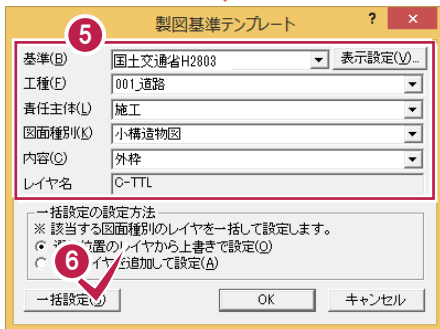 製図基準テンプレート ? ×
5
基準(B) 国土交通省H2803 表示設定(V)...
工種(F) 001_道路
責任主体(L) 施工
図面種別(K) 小構造物図
内容(C) 外枠
レイヤ名 C-TTL
一括設定の設定方法
※ 該当する図面種別のレイヤを一括して設定します。
位置のレイヤから上書きで設定(O)
を追加して設定(A)
6
一括設定 OK キャンセル